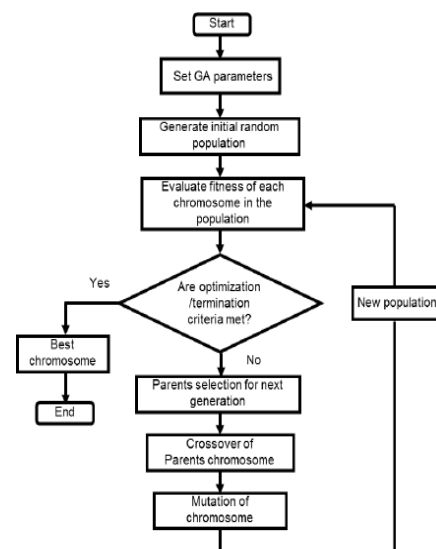 Start
Set GA parameters
Generate initial random
population
Evaluate fitness of each
chromosome in the
population
Yes
Are optimization
/termination
criteria met?
New population
Best
chromosome
No
End
Parents selection for next
generation
Crossover of
Parents chromosome
Mutation of
chromosome